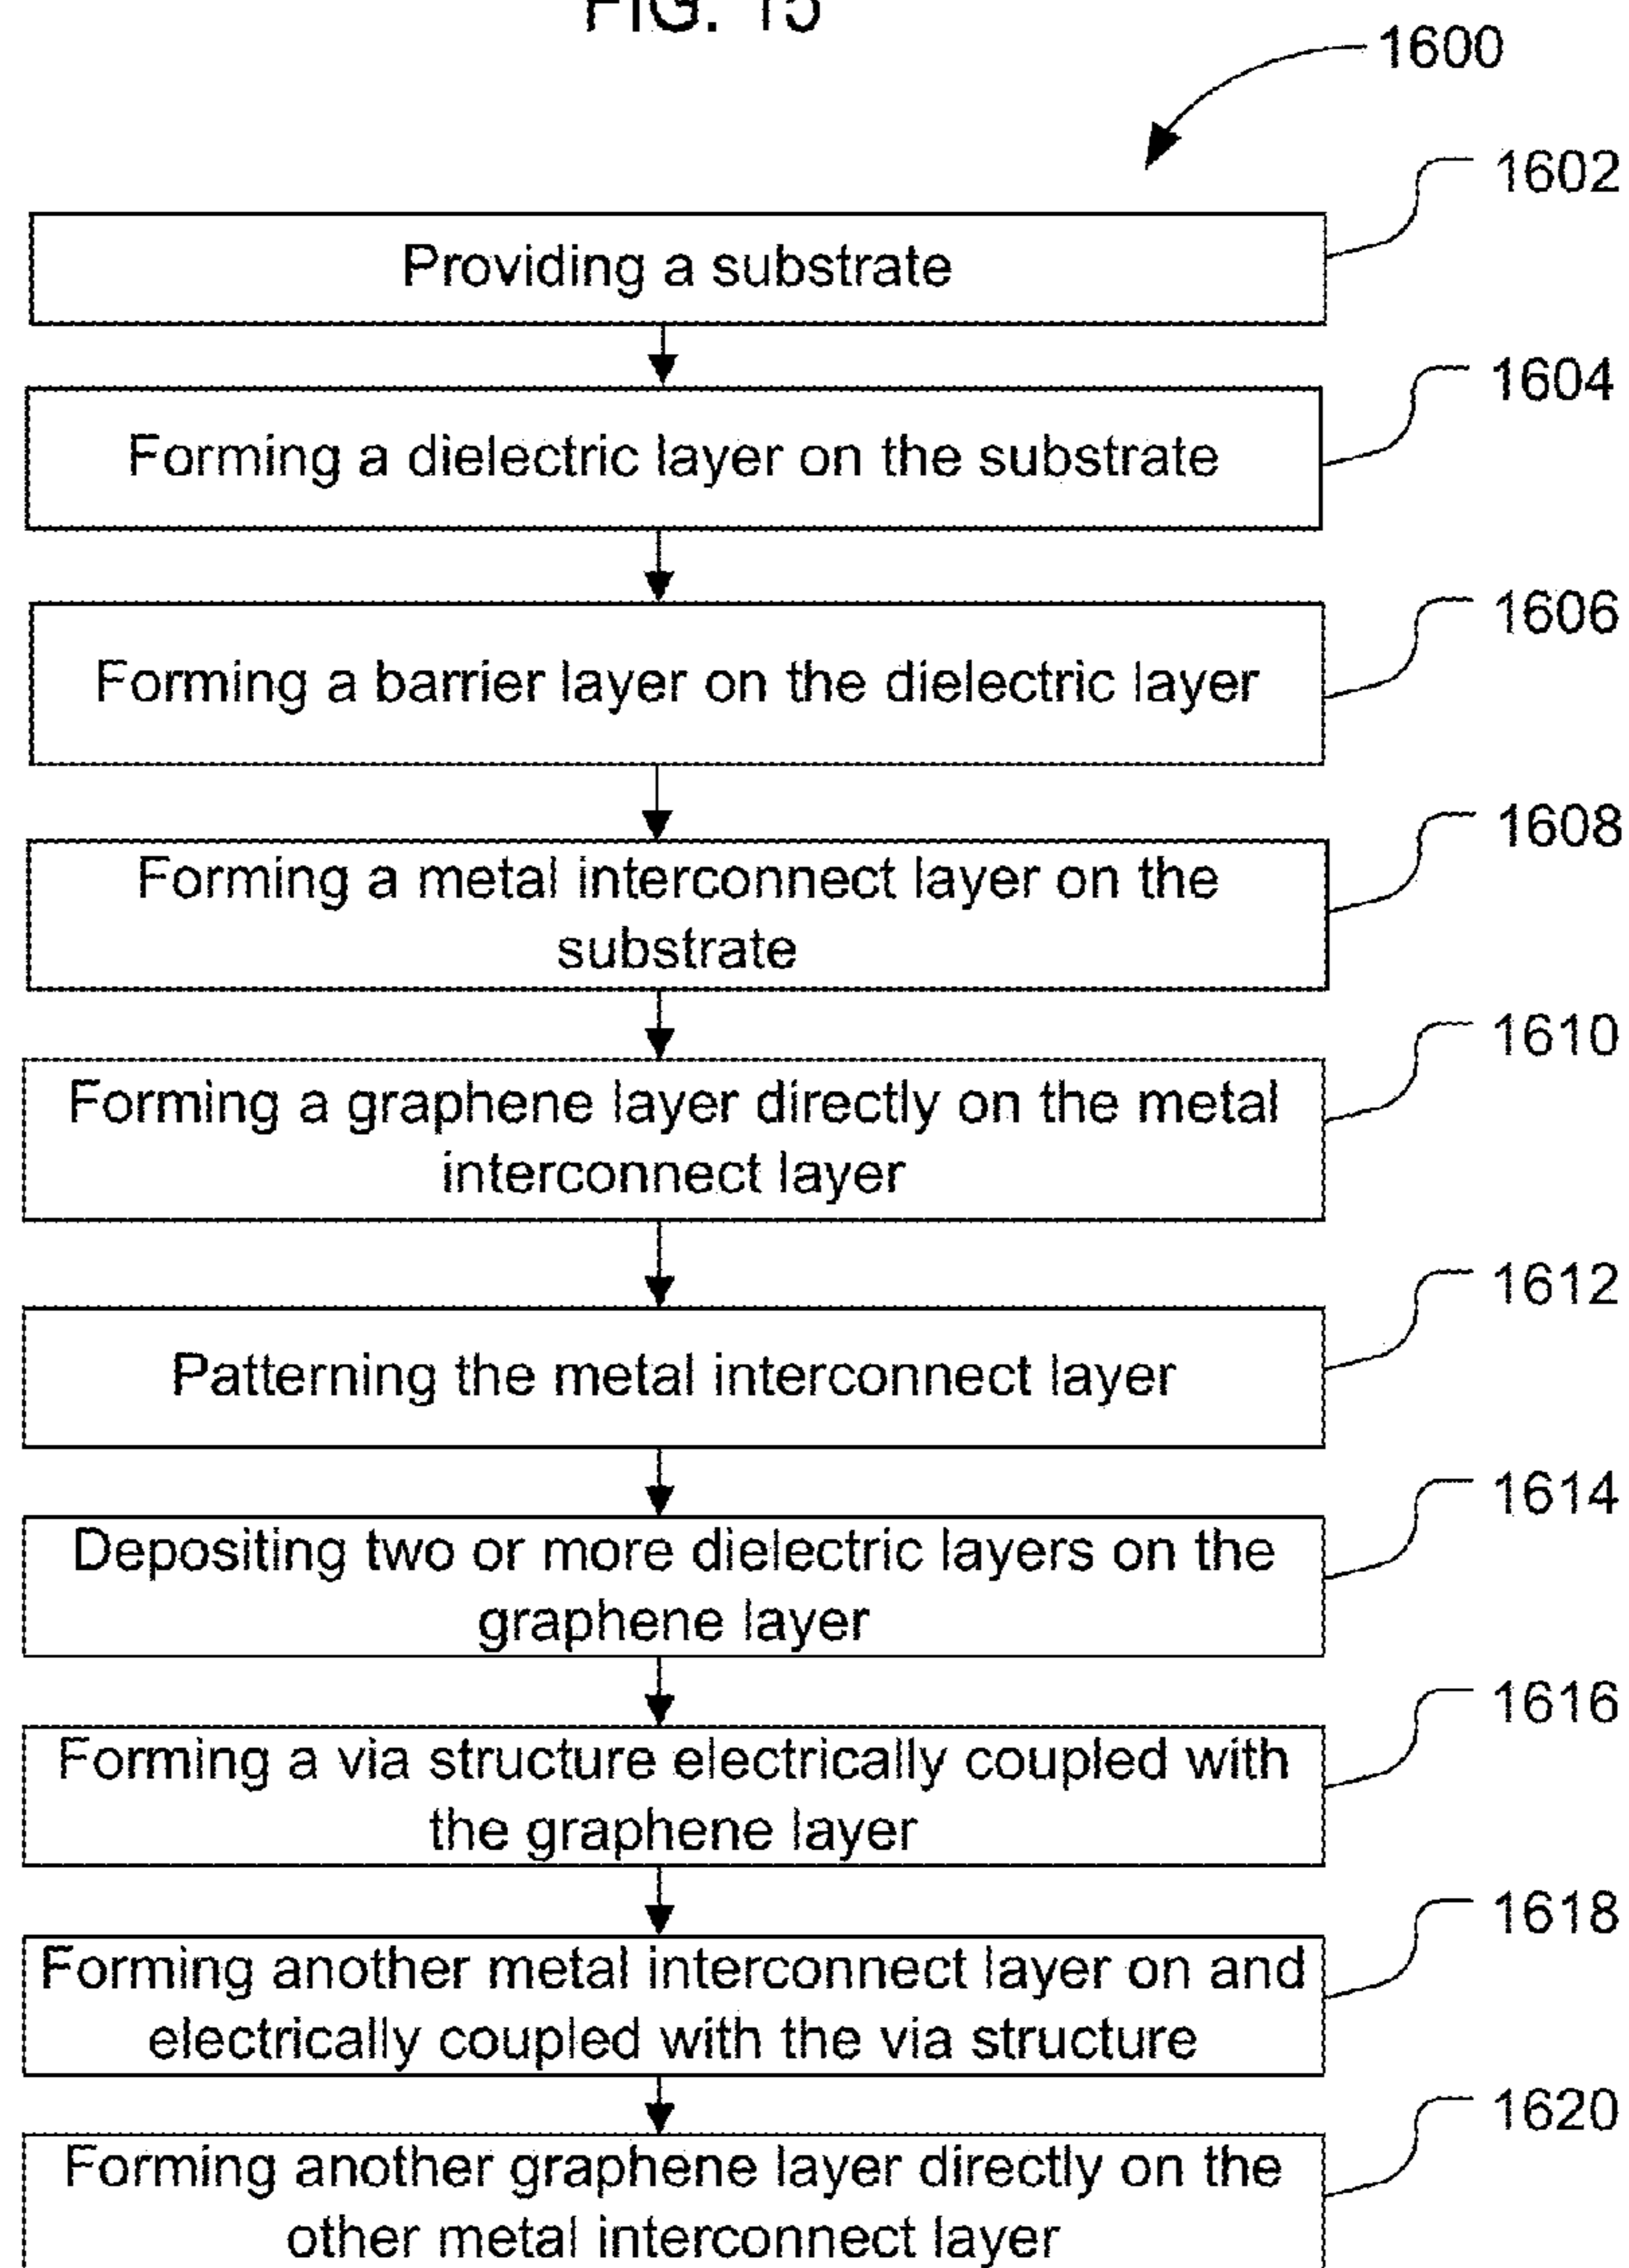 FIG. 15
1600
1602
Providing a substrate
1604
Forming a dielectric layer on the substrate
1606
Forming a barrier layer on the dielectric layer
1608
Forming a metal interconnect layer on the
substrate
1610
Forming a graphene layer directly on the metal
interconnect layer
1612
Patterning the metal interconnect layer
1614
Depositing two or more dielectric layers on the
graphene layer
1616
Forming a via structure electrically coupled with
the graphene layer
1618
Forming another metal interconnect layer on and
electrically coupled with the via structure
1620
Forming another graphene layer directly on the
other metal interconnect layer